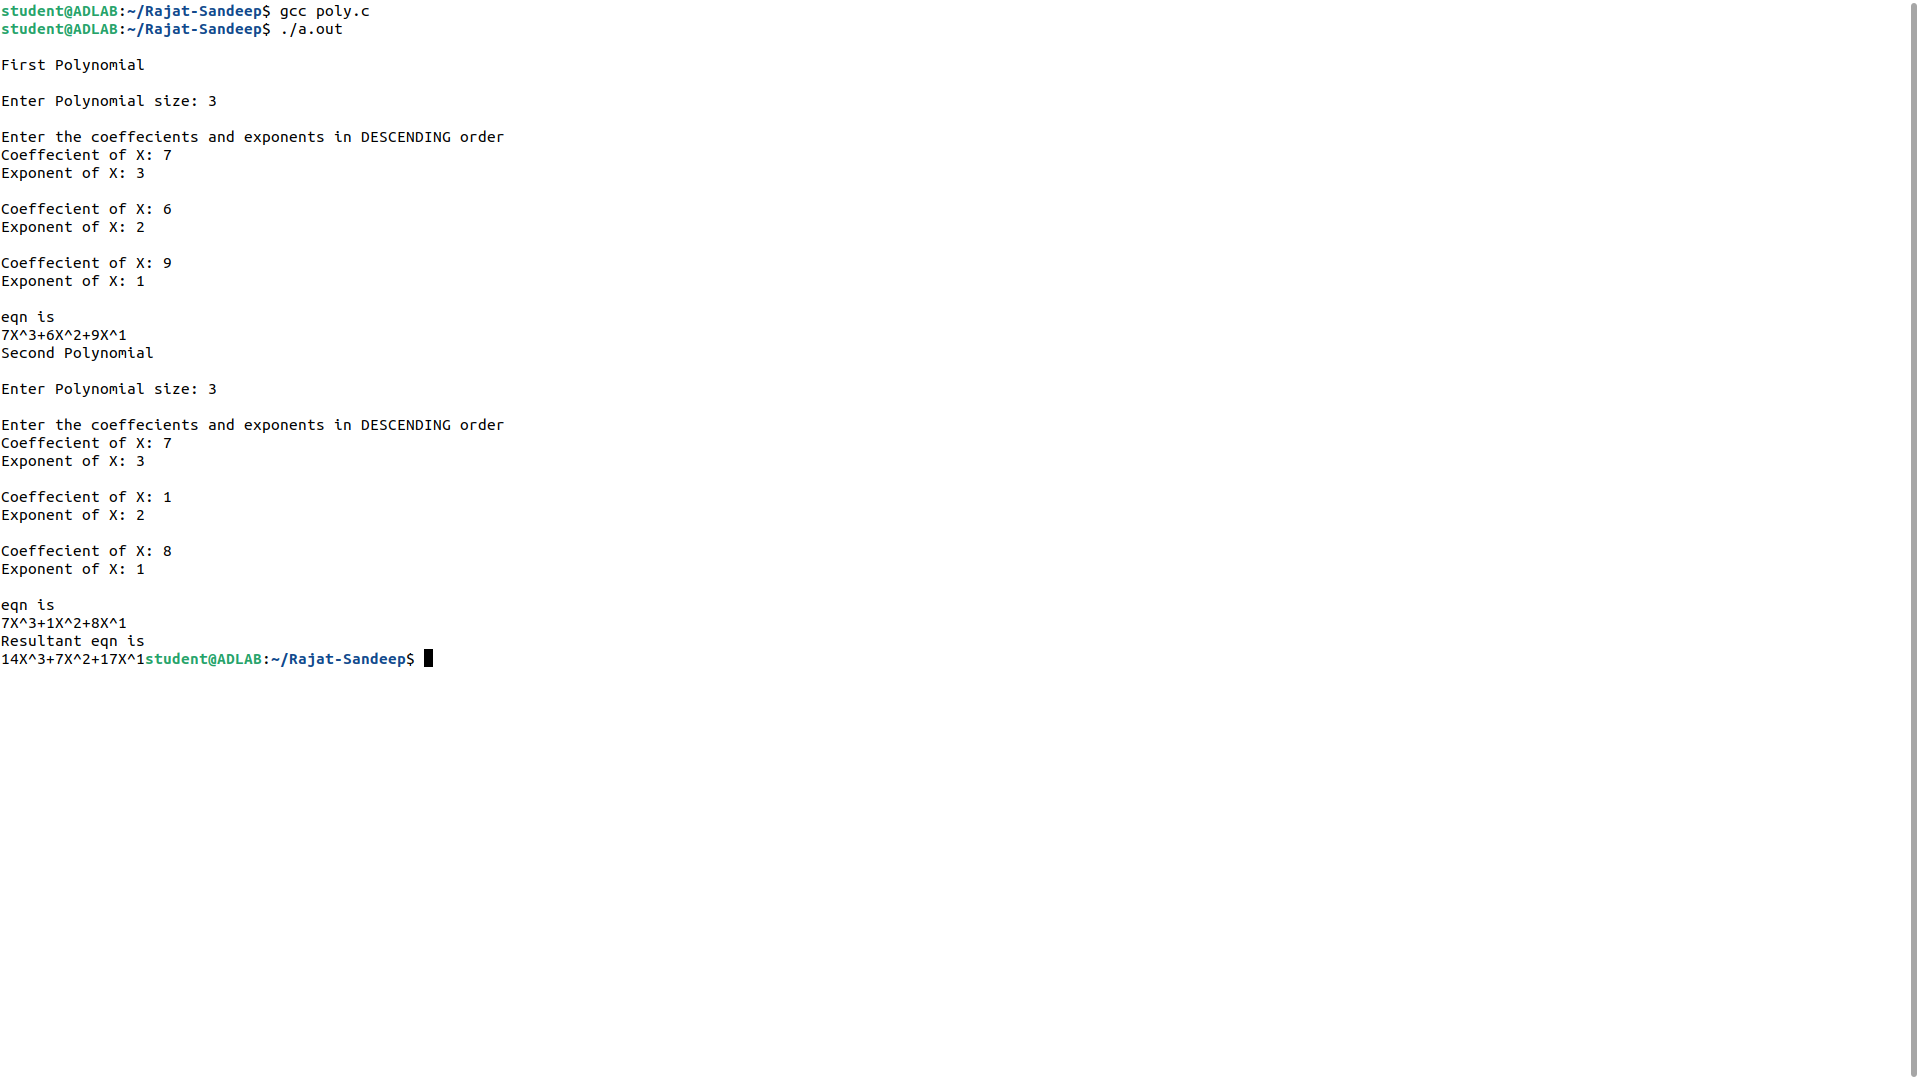 student@ADLAB:~/Rajat-Sandeep$ gcc poly.c
student@ADLAB:~/Rajat-Sandeep$ ./a.out
First Polynomial
Enter Polynomial size: 3
Enter the coeffecients and exponents in DESCENDING order
Coeffecient of X: 7
Exponent of X: 3
Coeffecient of X: 6
Exponent of X: 2
Coeffecient of X: 9
Exponent of X: 1
eqn is
7X^3+6X^2+9X^1
Second Polynomial
Enter Polynomial size: 3
Enter the coeffecients and exponents in DESCENDING order
Coeffecient of X: 7
Exponent of X: 3
Coeffecient of X: 1
Exponent of X: 2
Coeffecient of X: 8
Exponent of X: 1
eqn is
7X^3+1X^2+8X^1
Resultant eqn is
14X^3+7X^2+17X^1student@ADLAB:~/Rajat-Sandeep$